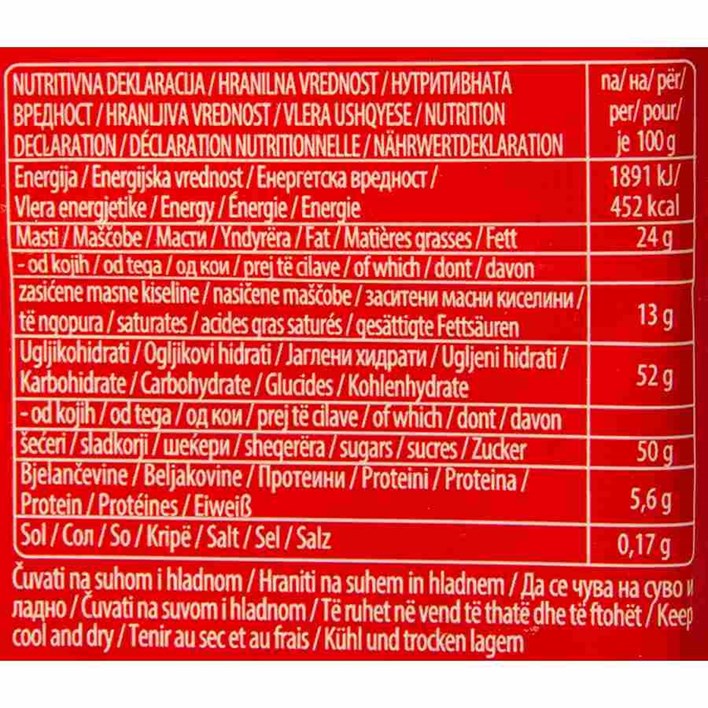 NUTRITIVNA DEKLARACIJA / HRANILNA VREDNOST / НУТРИТИВНАТА
ВРЕДНОСТ / HRANLJIVA VREDNOST / VLERA USHQYESE / NUTRITION
DECLARATION / DÉCLARATION NUTRITIONNELLE / NÄHRWERTDEKLARATION
na/ на/ për/
per/ pour/
je 100 g
Energija / Energijska vrednost / Енергетска вредност /
Vlera energjetike / Energy / Énergie / Energie
1891 kJ/
452 kcal
Masti / Maščobe / Масти / Yndyrëra / Fat / Matières grasses / Fett
24 g
- od kojih / od tega / од кои / prej të cilave / of which / dont / davon
zasićene masne kiseline / nasičene maščobe / заситени масни киселини /
të ngopura / saturates / acides gras saturés / gesättigte Fettsäuren
13 g
Ugljikohidrati / Ogljikovi hidrati / Јаглени хидрати / Ugljeni hidrati /
Karbohidrate / Carbohydrate / Glucides / Kohlenhydrate
52 g
- od kojih / od tega / од кои / prej të cilave / of which / dont / davon
šećeri / sladkorji / шеќери / sheqerëra / sugars / sucres / Zucker
50 g
Bjelančevine / Beljakovine / Протеини / Proteini / Proteina /
Protein / Protéines / Eiweiß
5,6 g
Sol / Сол / So / Kripë / Salt / Sel / Salz
0,17 g
Čuvati na suhom i hladnom / Hraniti na suhem in hladnem / Да се чува на суво и
ладно / Čuvati na suvom i hladnom / Të ruhet në vend të thatë dhe të ftohët / Keep
cool and dry / Tenir au sec et au frais / Kühl und trocken lagern